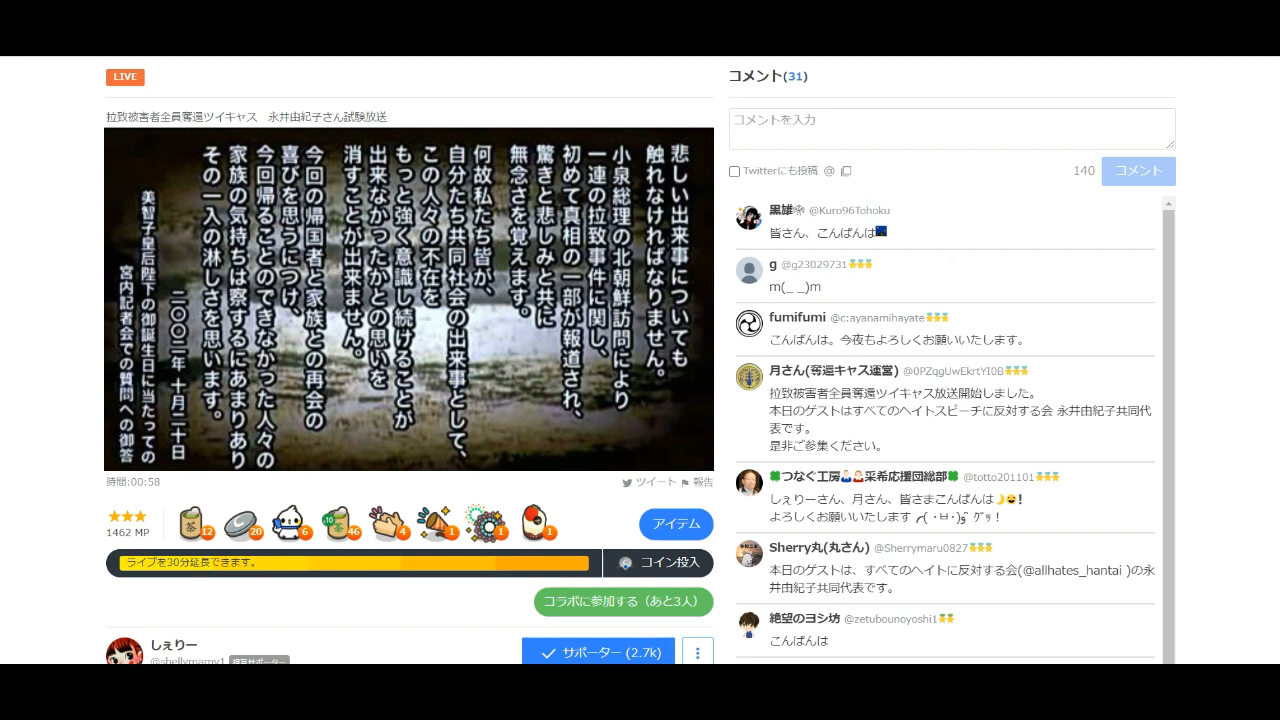 LIVE
拉致被害者全員奪還ツイキャス 永井由紀子さん試験放送
悲しい出来事についても
触れなければなりません。
小泉総理の北朝鮮訪問により
一連の拉致事件に関し、
初めて真相の一部が報道され、
驚きと悲しみと共に
無念さを覚えます。
何故私たち皆が、
自分たち共同社会の出来事として、
この人々の不在を
もっと強く意識し続けることが
出来なかったかとの思いを
消すことが出来ません。
今回の帰国者と家族との再会の
喜びを思うにつけ、
今回帰ることのできなかった人々の
家族の気持ちは察するにあまりあり
その一入の淋しさを思います。
二〇〇二年 十月二十日
美智子皇后陛下の御誕生日に当たっての
宮内記者会での質問への御答
時間:00:58
ツイート 報告
1462 MP
茶 12
20
6
×10 茶 46
4
1
1
1
アイテム
ライブを30分延長できます。
コイン投入
コラボに参加する（あと3人）
しぇりー
@shellymamy1 相互サポーター
サポーター (2.7k)
コメント(31)
コメントを入力
Twitterにも投稿 @
140 コメント
黒雄 @Kuro96Tohoku
皆さん、こんばんは
g @g23029731
m(_ _)m
fumifumi @c:ayanamihayate
こんばんは。今夜もよろしくお願いいたします。
月さん(奪還キャス運営) @0PZqgUwEkrtYI0B
拉致被害者全員奪還ツイキャス放送開始しました。
本日のゲストはすべてのヘイトスピーチに反対する会 永井由紀子共同代
表です。
是非ご参集ください。
🍀つなぐ工房采希応援団総部🍀 @totto201101
しぇりーさん、月さん、皆さまこんばんは🌙😄！
よろしくお願いいたします ╭( ･ㅂ･)و ̑̑ ｸﾞｯ !
Sherry丸(丸さん) @Sherrymaru0827
本日のゲストは、すべてのヘイトに反対する会(@allhates_hantai )の永
井由紀子共同代表です。
絶望のヨシ坊 @zetubounoyoshi1
こんばんは